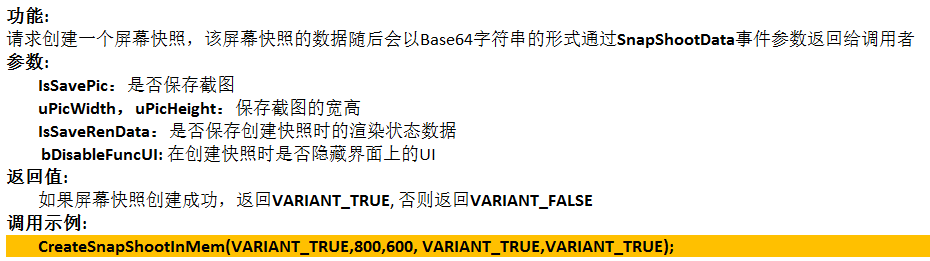 功能:
请求创建一个屏幕快照，该屏幕快照的数据随后会以Base64字符串的形式通过SnapShootData事件参数返回给调用者
参数:
IsSavePic：是否保存截图
uPicWidth，uPicHeight：保存截图的宽高
IsSaveRenData：是否保存创建快照时的渲染状态数据
bDisableFuncUI: 在创建快照时是否隐藏界面上的UI
返回值:
如果屏幕快照创建成功，返回VARIANT_TRUE, 否则返回VARIANT_FALSE
调用示例:
CreateSnapShootInMem(VARIANT_TRUE,800,600, VARIANT_TRUE,VARIANT_TRUE);